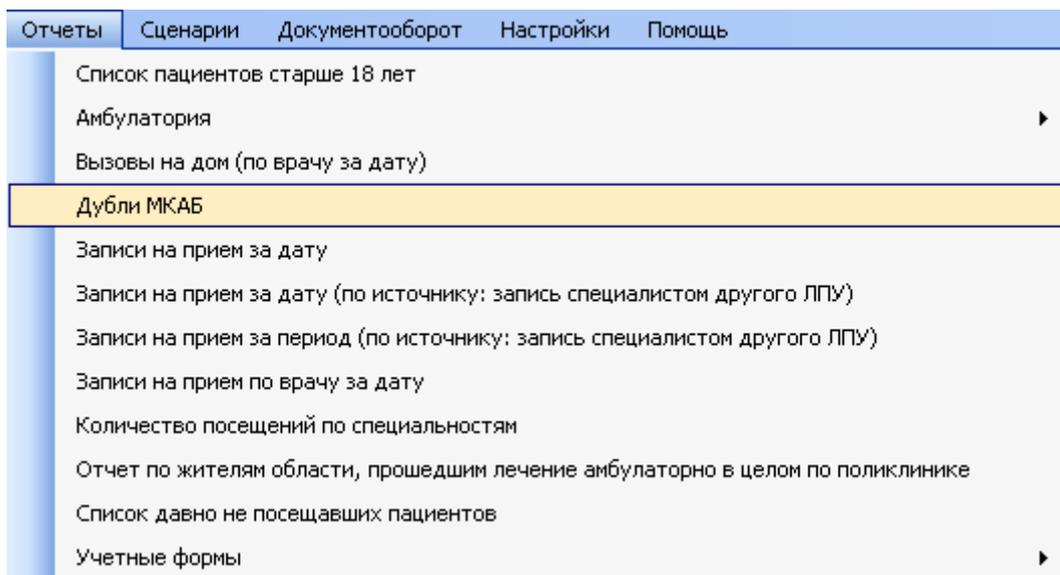 Отчеты Сценарии Документооборот Настройки Помощь
Список пациентов старше 18 лет
Амбулатория
Вызовы на дом (по врачу за дату)
Дубли МКАБ
Записи на прием за дату
Записи на прием за дату (по источнику: запись специалистом другого ЛПУ)
Записи на прием за период (по источнику: запись специалистом другого ЛПУ)
Записи на прием по врачу за дату
Количество посещений по специальностям
Отчет по жителям области, прошедшим лечение амбулаторно в целом по поликлинике
Список давно не посещавших пациентов
Учетные формы